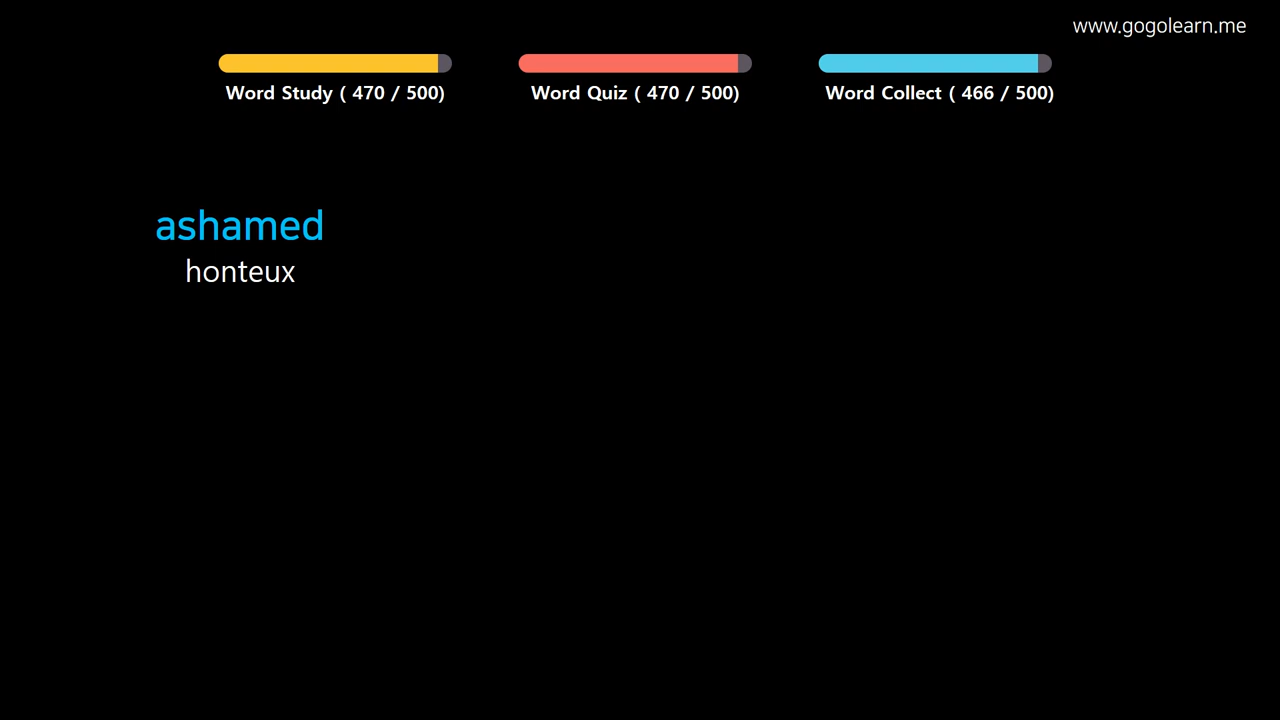 www.gogolearn.me
Word Study ( 470 / 500)
Word Quiz ( 470 / 500)
Word Collect ( 466 / 500)
ashamed
honteux